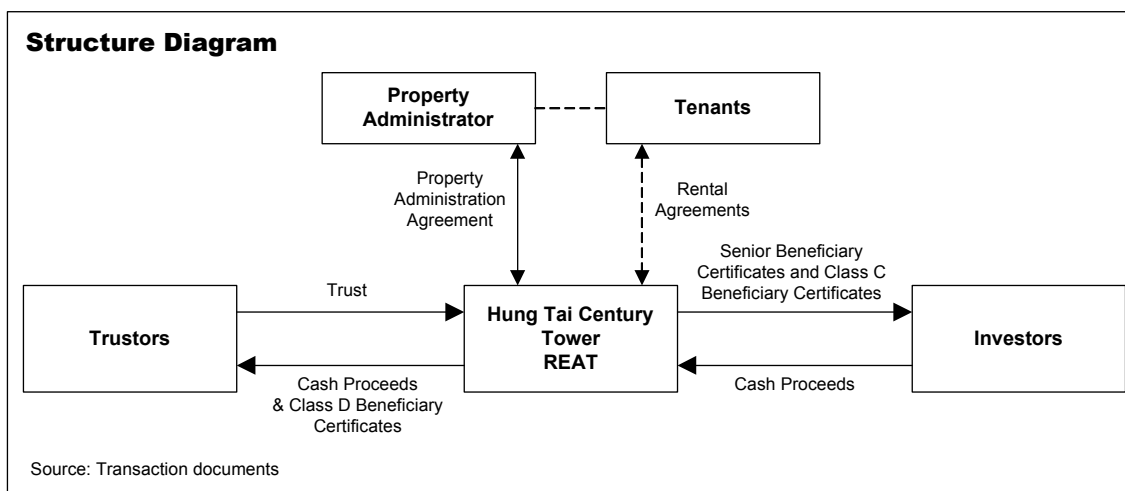 Structure Diagram
Property
Administrator
Tenants
Property
Administration
Agreement
Rental
Agreements
Senior Beneficiary
Certificates and Class C
Beneficiary Certificates
Trust
Trustors
Hung Tai Century
Tower
REAT
Investors
Cash Proceeds
& Class D Beneficiary
Certificates
Cash Proceeds
Source: Transaction documents